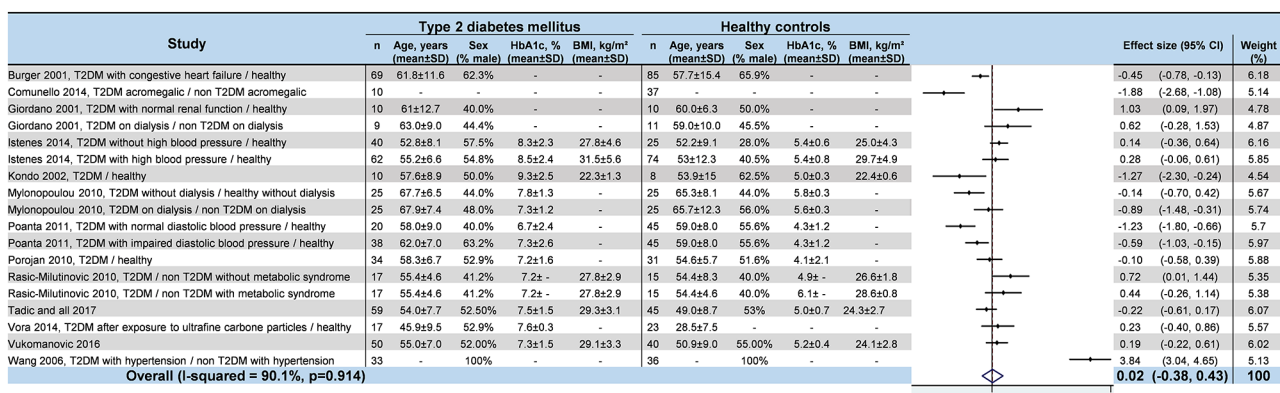 Type 2 diabetes mellitus Healthy controls
Study n Age, years (mean±SD) Sex (% male) HbA1c, % (mean±SD) BMI, kg/m² (mean±SD) n Age, years (mean±SD) Sex (% male) HbA1c, % (mean±SD) BMI, kg/m² (mean±SD) Effect size (95% CI) Weight (%)
Burger 2001, T2DM with congestive heart failure / healthy 69 61.8±11.6 62.3% - - 85 57.7±15.4 65.9% - - -0.45 (-0.78, -0.13) 6.18
Comunello 2014, T2DM acromegalic / non T2DM acromegalic 10 37 -1.88 (-2.68, -1.08) 5.14
Giordano 2001, T2DM with normal renal function / healthy 10 61±12.7 40.0% - - 10 60.0±6.3 50.0% - - 1.03 (0.09, 1.97) 4.78
Giordano 2001, T2DM on dialysis / non T2DM on dialysis 9 63.0±9.0 44.4% - - 11 59.0±10.0 45.5% - - 0.62 (-0.28, 1.53) 4.87
Istenes 2014, T2DM without high blood pressure / healthy 40 52.8±8.1 57.5% 8.3±2.3 27.8±4.6 25 52.2±9.1 28.0% 5.4±0.6 25.0±4.3 0.14 (-0.36, 0.64) 6.16
Istenes 2014, T2DM with high blood pressure / healthy 62 55.2±6.6 54.8% 8.5±2.4 31.5±5.6 74 53±12.3 40.5% 5.4±0.8 29.7±4.9 0.28 (-0.06, 0.61) 5.85
Kondo 2002, T2DM / healthy 10 57.6±8.9 50.0% 9.3±2.5 22.3±1.3 8 53.9±15 62.5% 5.0±0.3 22.4±0.6 -1.27 (-2.30, -0.24) 4.54
Mylonopoulou 2010, T2DM without dialysis / healthy without dialysis 25 67.7±6.5 44.0% 7.8±1.3 - 25 65.3±8.1 44.0% 5.8±0.3 - -0.14 (-0.70, 0.42) 5.67
Mylonopoulou 2010, T2DM on dialysis / non T2DM on dialysis 25 67.9±7.4 48.0% 7.3±1.2 - 25 65.7±12.3 56.0% 5.6±0.3 - -0.89 (-1.48, -0.31) 5.74
Poanta 2011, T2DM with normal diastolic blood pressure / healthy 20 58.0±9.0 40.0% 6.7±2.4 - 45 59.0±8.0 55.6% 4.3±1.2 - -1.23 (-1.80, -0.66) 5.7
Poanta 2011, T2DM with impaired diastolic blood pressure / healthy 38 62.0±7.0 63.2% 7.3±2.6 - 45 59.0±8.0 55.6% 4.3±1.2 - -0.59 (-1.03, -0.15) 5.97
Porojan 2010, T2DM / healthy 34 58.3±6.7 52.9% 7.2±1.6 - 31 54.6±5.7 51.6% 4.1±2.1 - -0.10 (-0.58, 0.39) 5.88
Rasic-Milutinovic 2010, T2DM / non T2DM without metabolic syndrome 17 55.4±4.6 41.2% 7.2± - 27.8±2.9 15 54.4±8.3 40.0% 4.9± - 26.6±1.8 0.72 (0.01, 1.44) 5.35
Rasic-Milutinovic 2010, T2DM / non T2DM with metabolic syndrome 17 55.4±4.6 41.2% 7.2± - 27.8±2.9 15 54.4±4.6 40.0% 6.1± - 28.6±0.8 0.44 (-0.26, 1.14) 5.38
Tadic and all 2017 59 54.0±7.7 52.50% 7.5±1.5 29.3±3.1 45 49.0±8.7 53% 5.0±0.7 24.3±2.7 -0.22 (-0.61, 0.17) 6.07
Vora 2014, T2DM after exposure to ultrafine carbone particles / healthy 17 45.9±9.5 52.9% 7.6±0.3 - 23 28.5±7.5 - - 0.23 (-0.40, 0.86) 5.57
Vukomanovic 2016 50 55.0±7.0 52.00% 7.3±1.5 29.1±3.3 40 50.9±9.0 55.00% 5.2±0.4 24.1±2.8 0.19 (-0.22, 0.61) 6.02
Wang 2006, T2DM with hypertension / non T2DM with hypertension 33 - 100% - - 36 - 100% - - 3.84 (3.04, 4.65) 5.13
Overall (I-squared = 90.1%, p=0.914) 0.02 (-0.38, 0.43) 100